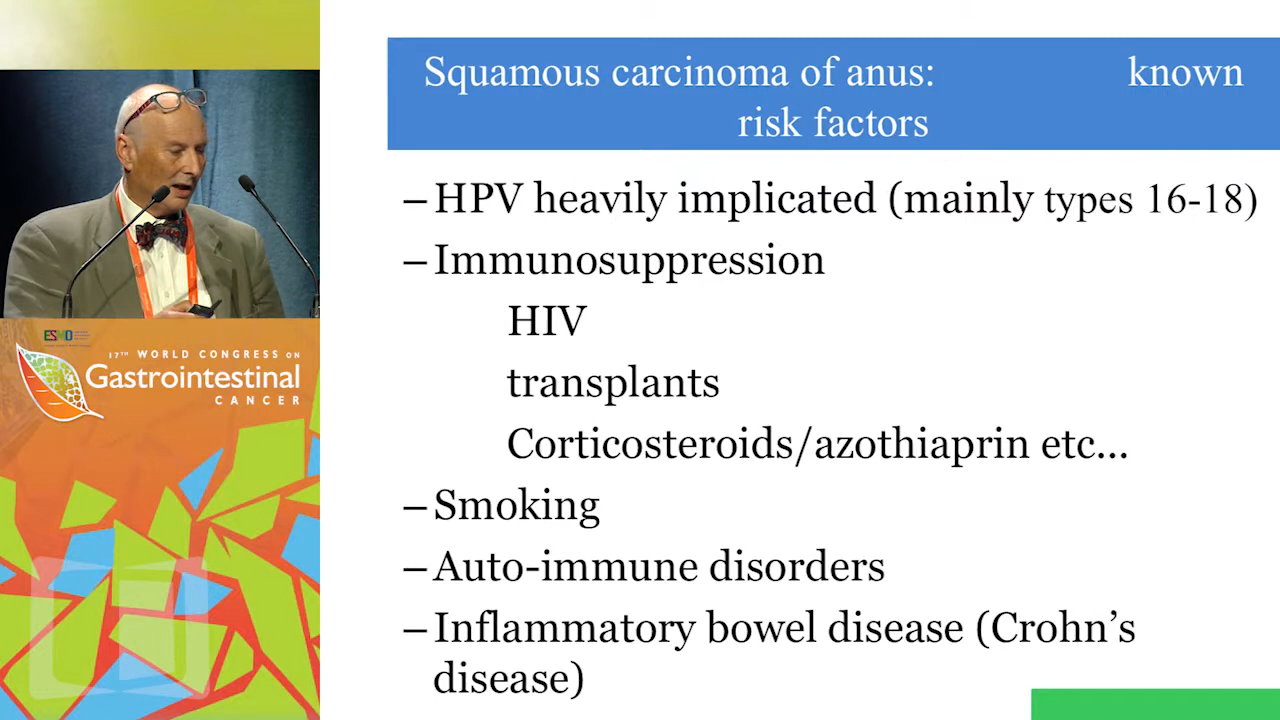 Squamous carcinoma of anus: known
risk factors
–HPV heavily implicated (mainly types 16-18)
–Immunosuppression
HIV
transplants
Corticosteroids/azothiaprin etc…
–Smoking
–Auto-immune disorders
–Inflammatory bowel disease (Crohn’s
disease)
ESMO
17TH WORLD CONGRESS ON
Gastrointestinal
CANCER